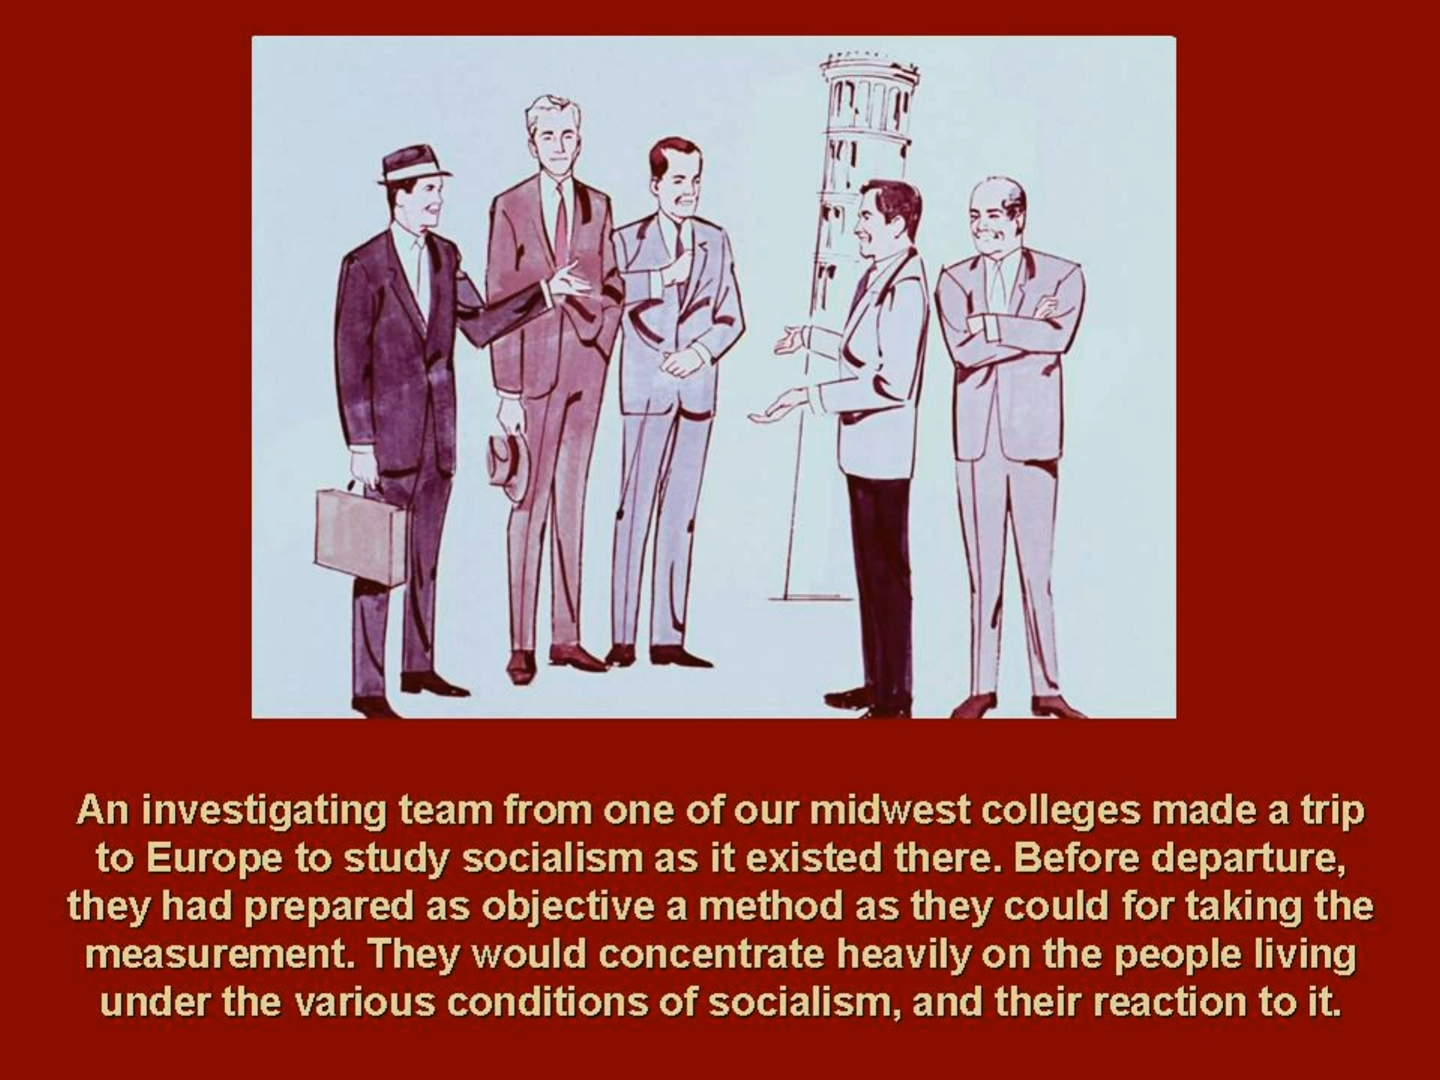 An investigating team from one of our midwest colleges made a trip
to Europe to study socialism as it existed there. Before departure,
they had prepared as objective a method as they could for taking the
measurement. They would concentrate heavily on the people living
under the various conditions of socialism, and their reaction to it.